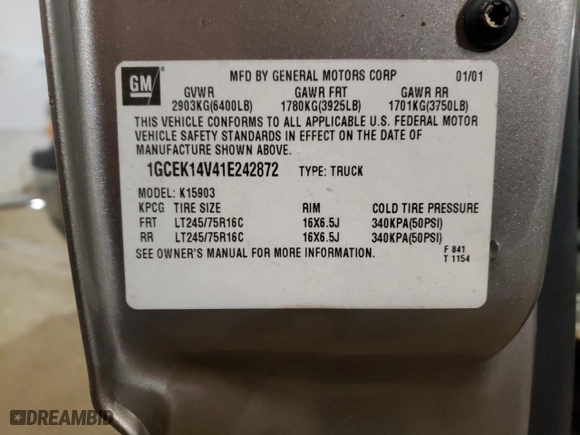 GM
MFD BY GENERAL MOTORS CORP 01/01
GVWR GAWR FRT GAWR RR
2903KG(6400LB) 1780KG(3925LB) 1701KG(3750LB)
THIS VEHICLE CONFORMS TO ALL APPLICABLE U.S. FEDERAL MOTOR
VEHICLE SAFETY STANDARDS IN EFFECT ON THE DATE OF
MANUFACTURE SHOWN ABOVE.
1GCEK14V41E242872 TYPE: TRUCK
MODEL: K15903
KPCG TIRE SIZE RIM COLD TIRE PRESSURE
FRT LT245/75R16C 16X6.5J 340KPA(50PSI)
RR LT245/75R16C 16X6.5J 340KPA(50PSI)
SEE OWNER'S MANUAL FOR MORE INFORMATION.
F 841
T 1154
DREAMBID